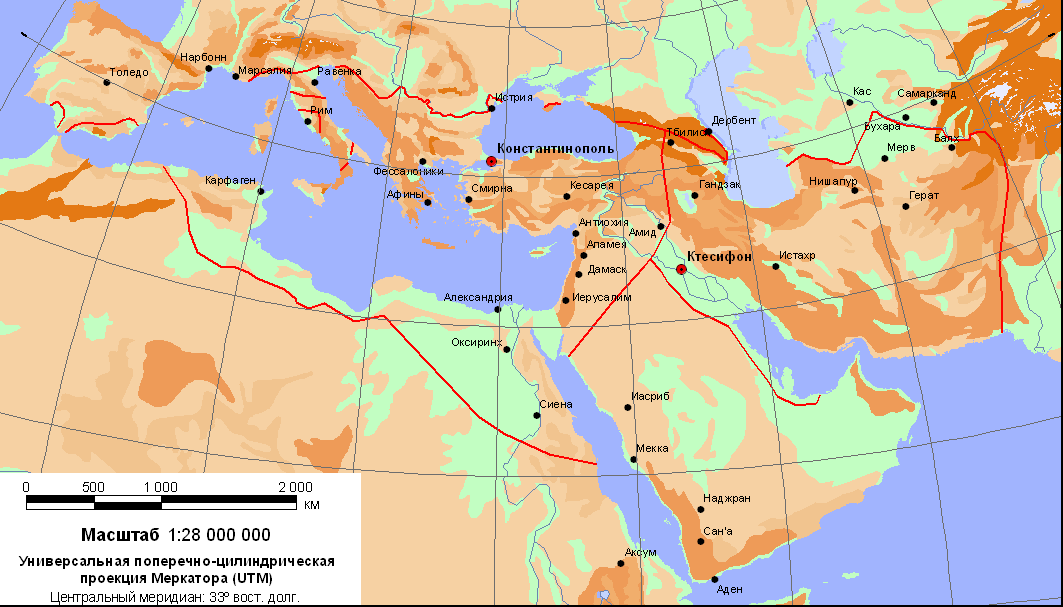 Нарбонн
Марсалия
Равенка
Толедо
Рим
Истрия
Кас
Самарканд
Бухара
Балх
Мерв
Дербент
Тбилиси
Константинополь
Фессалоники
Карфаген
Афины
Смирна
Кесарея
Гандзак
Нишапур
Герат
Антиохия
Амид
Апамея
Ктесифон
Истахр
Дамаск
Александрия
Иерусалим
Оксиринх
Сиена
Иасриб
Мекка
Наджран
Сан'а
Аксум
Аден
0 500 1 000 2 000
КМ
Масштаб 1:28 000 000
Универсальная поперечно-цилиндрическая
проекция Меркатора (UTM)
Центральный меридиан: 33° вост. долг.